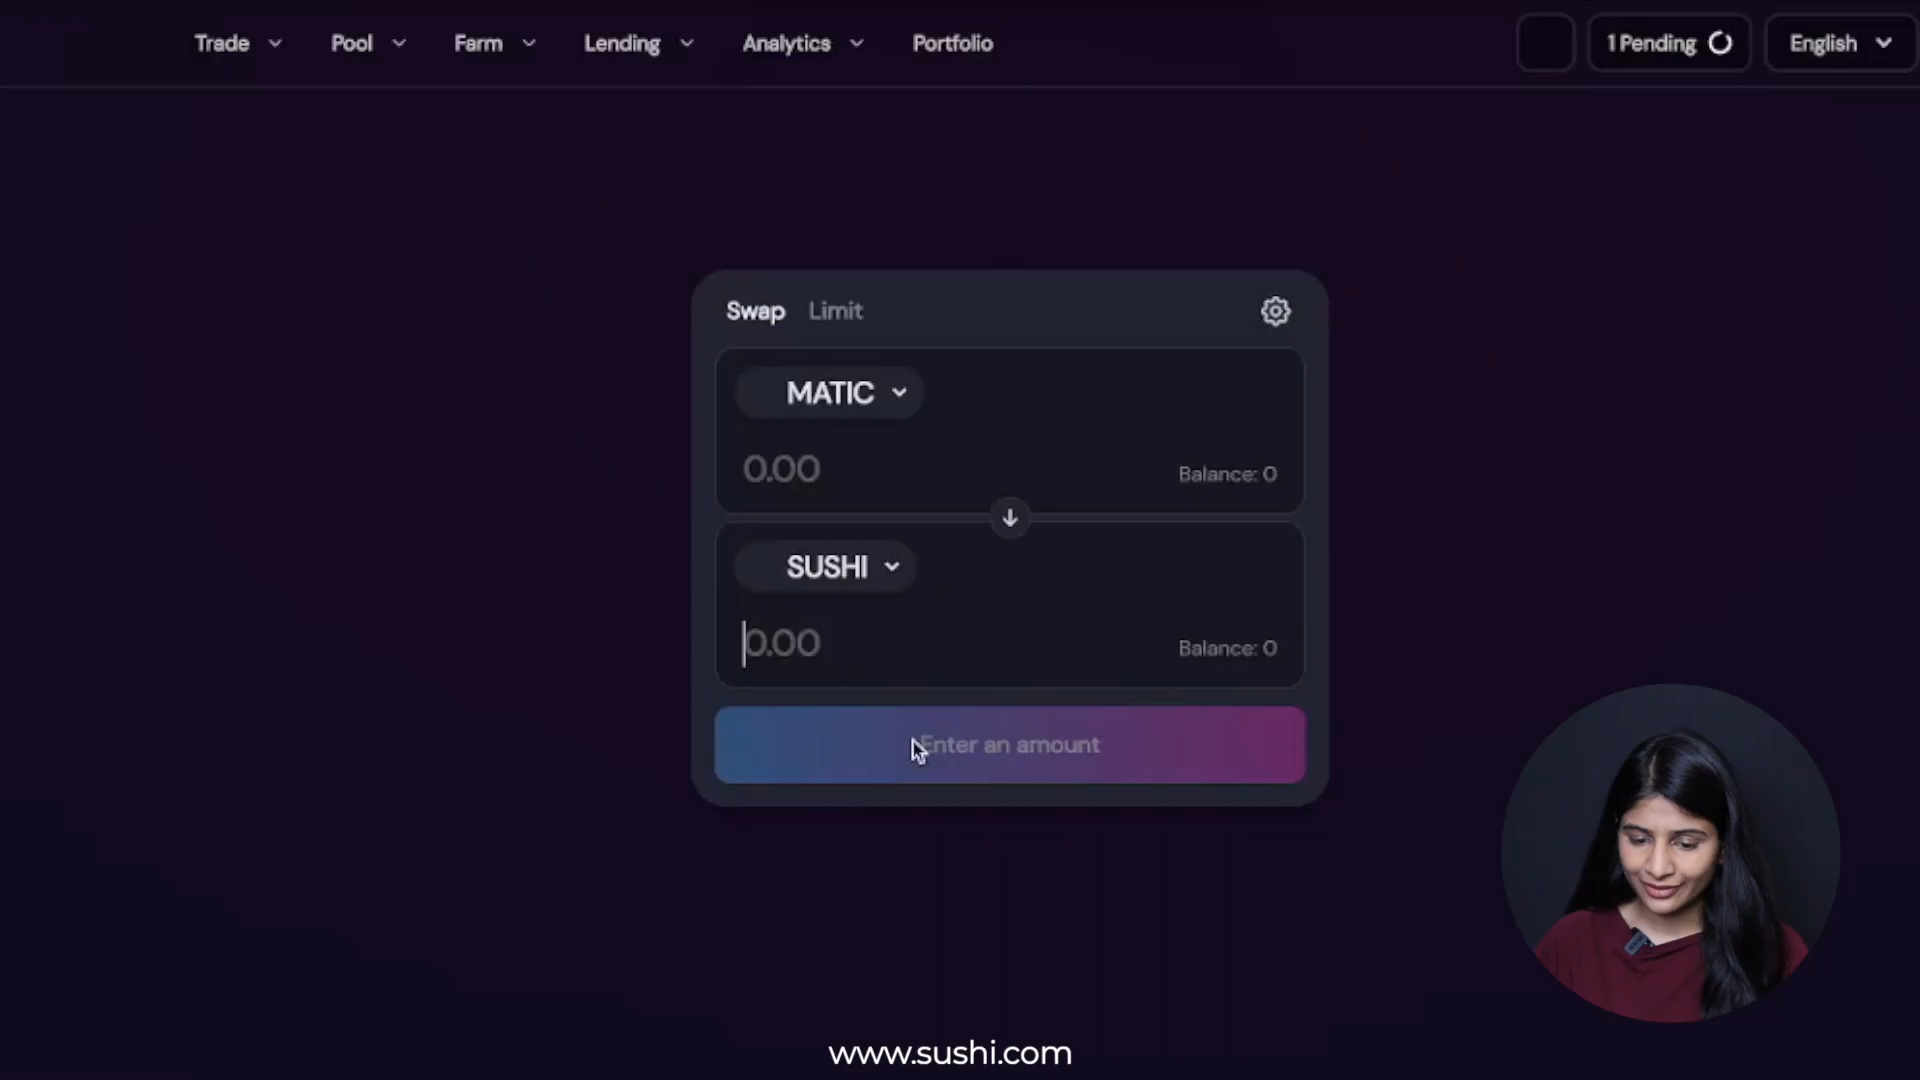 Trade Pool Farm Lending Analytics Portfolio 1 Pending English
Swap Limit
MATIC
0.00 Balance: 0
SUSHI
0.00 Balance: 0
Enter an amount
www.sushi.com